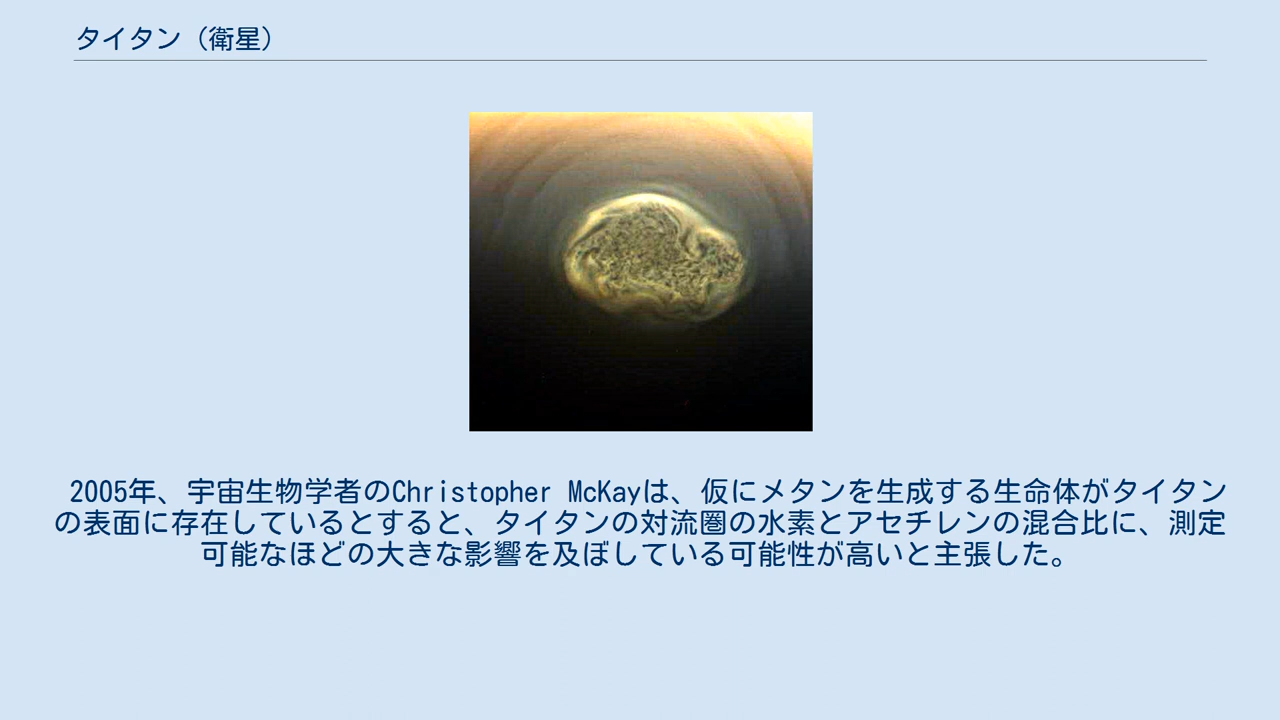 タイタン（衛星）
2005年、宇宙生物学者のChristopher McKayは、仮にメタンを生成する生命体がタイタン
の表面に存在しているとすると、タイタンの対流圏の水素とアセチレンの混合比に、測定
可能なほどの大きな影響を及ぼしている可能性が高いと主張した。